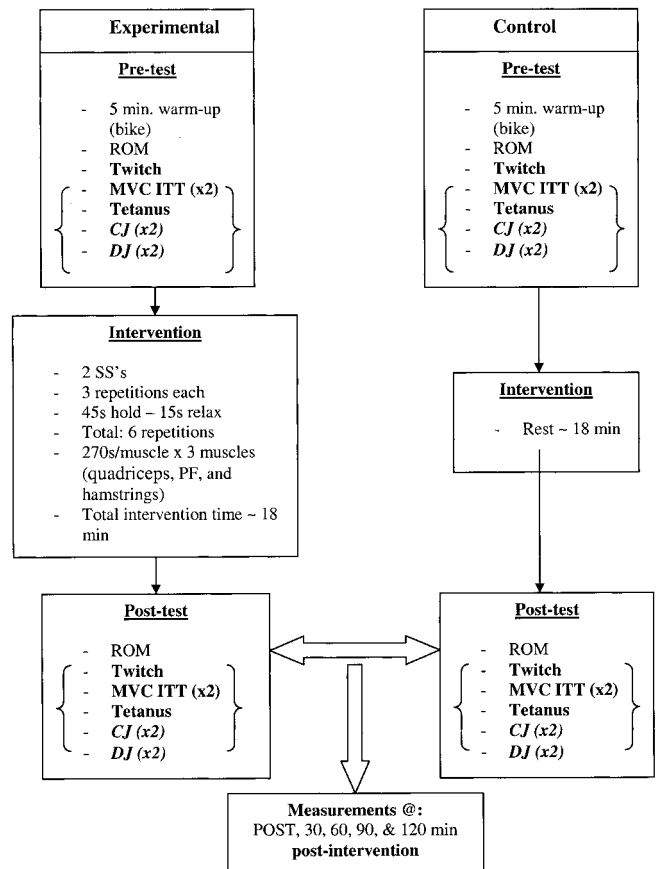 Experimental
Pre-test
- 5 min. warm-up
(bike)
- ROM
- Twitch
- MVC ITT (x2)
- Tetanus
- CJ (x2)
- DJ (x2)
Control
Pre-test
- 5 min. warm-up
(bike)
- ROM
- Twitch
- MVC ITT (x2)
- Tetanus
- CJ (x2)
- DJ (x2)
Intervention
- 2 SS's
- 3 repetitions each
- 45s hold – 15s relax
- Total: 6 repetitions
- 270s/muscle x 3 muscles
(quadriceps, PF, and
hamstrings)
- Total intervention time ~ 18
min
Intervention
- Rest ~ 18 min
Post-test
- ROM
- Twitch
- MVC ITT (x2)
- Tetanus
- CJ (x2)
- DJ (x2)
Post-test
- ROM
- Twitch
- MVC ITT (x2)
- Tetanus
- CJ (x2)
- DJ (x2)
Measurements @:
POST, 30, 60, 90, & 120 min
post-intervention